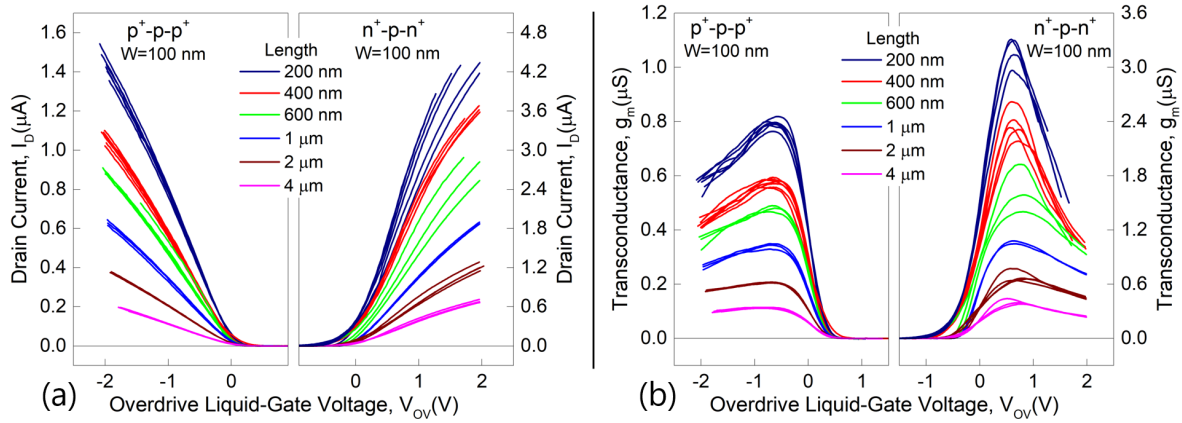 p⁺-p-p⁺
W=100 nm
n⁺-p-n⁺
W=100 nm
Length
200 nm
400 nm
600 nm
1 μm
2 μm
4 μm
Drain Current, I_D(μA)
1.6
1.4
1.2
1.0
0.8
0.6
0.4
0.2
0.0
4.8
4.2
3.6
3.0
2.4
1.8
1.2
0.6
0.0
Drain Current, I_D(μA)
-2 -1 0 0 1 2
Overdrive Liquid-Gate Voltage, V_OV(V)
(a)
p⁺-p-p⁺
W=100 nm
n⁺-p-n⁺
W=100 nm
Length
200 nm
400 nm
600 nm
1 μm
2 μm
4 μm
Transconductance, g_m(μS)
1.2
1.0
0.8
0.6
0.4
0.2
0.0
3.6
3.0
2.4
1.8
1.2
0.6
0.0
Transconductance, g_m(μS)
-2 -1 0 1 0 1 2
Overdrive Liquid-Gate Voltage, V_OV(V)
(b)